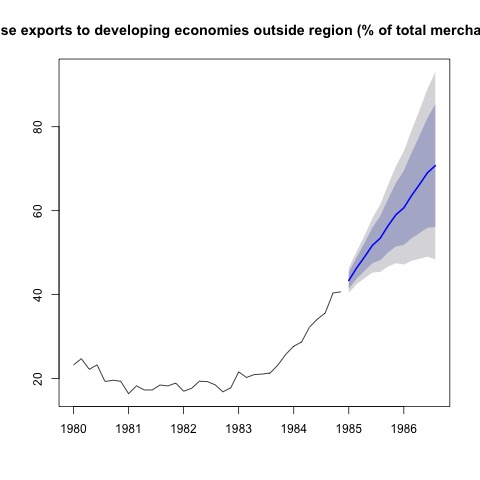 se exports to developing economies outside region (% of total mercha
80
60
40
20
1980 1981 1982 1983 1984 1985 1986